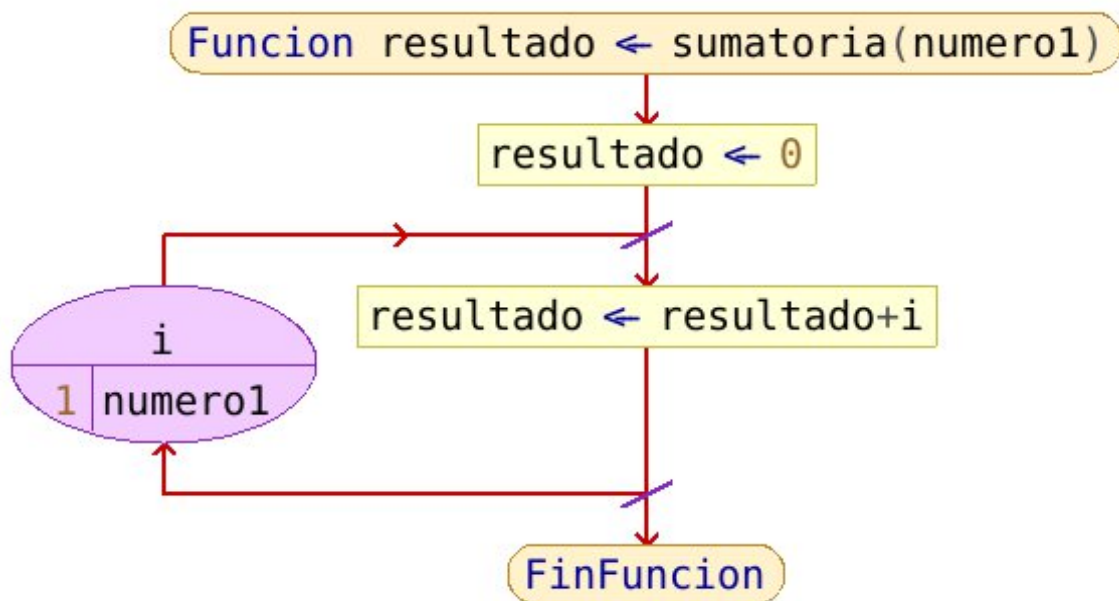 Funcion resultado ← sumatoria(numero1)
resultado ← 0
resultado ← resultado+i
i
1 numero1
FinFuncion